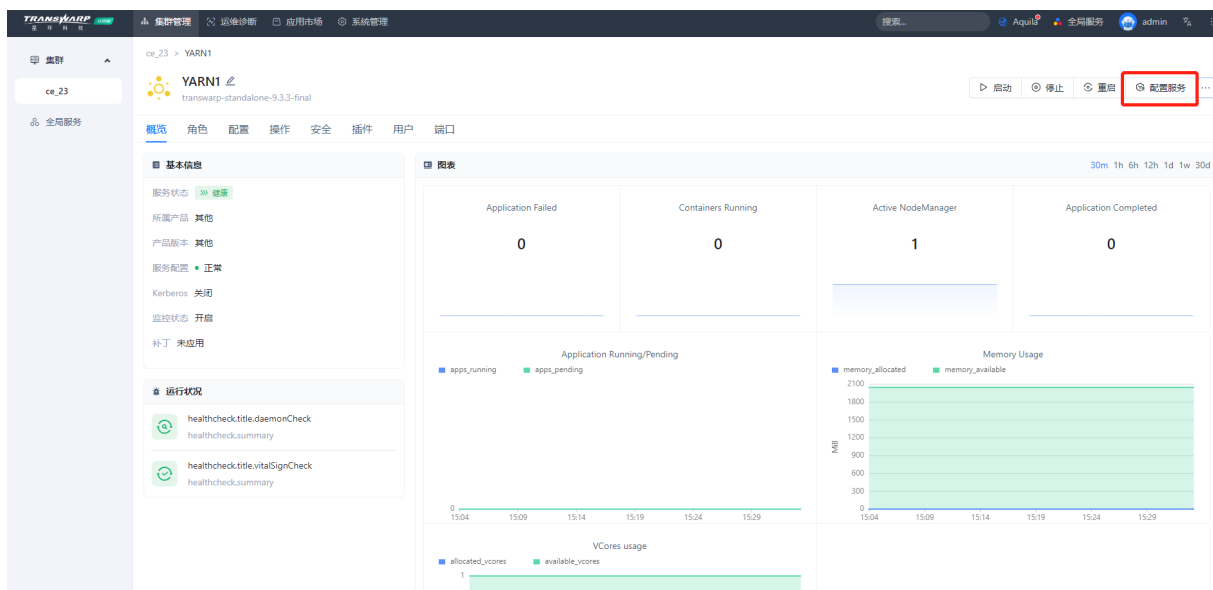 TRANSWARP 社区版
星 环 科 技
集群管理 运维诊断 应用市场 系统管理
搜索... Aquila 全局服务 admin
集群
ce_23
全局服务
ce_23 > YARN1
YARN1
transwarp-standalone-9.3.3-final
启动 停止 重启 配置服务 ...
概览 角色 配置 操作 安全 插件 用户 端口
基本信息
服务状态 健康
所属产品 其他
产品版本 其他
服务配置 正常
Kerberos 关闭
监控状态 开启
补丁 未应用
运行状况
healthcheck.title.daemonCheck
healthcheck.summary
healthcheck.title.vitalSignCheck
healthcheck.summary
图表
30m 1h 6h 12h 1d 1w 30d
Application Failed
0
Containers Running
0
Active NodeManager
1
Application Completed
0
Application Running/Pending
apps_running apps_pending
0
15:04 15:09 15:14 15:19 15:24 15:29
Memory Usage
memory_allocated memory_available
2100
1800
1500
1200
900
600
300
0
MiB
15:04 15:09 15:14 15:19 15:24 15:29
VCores usage
allocated_vcores available_vcores
1